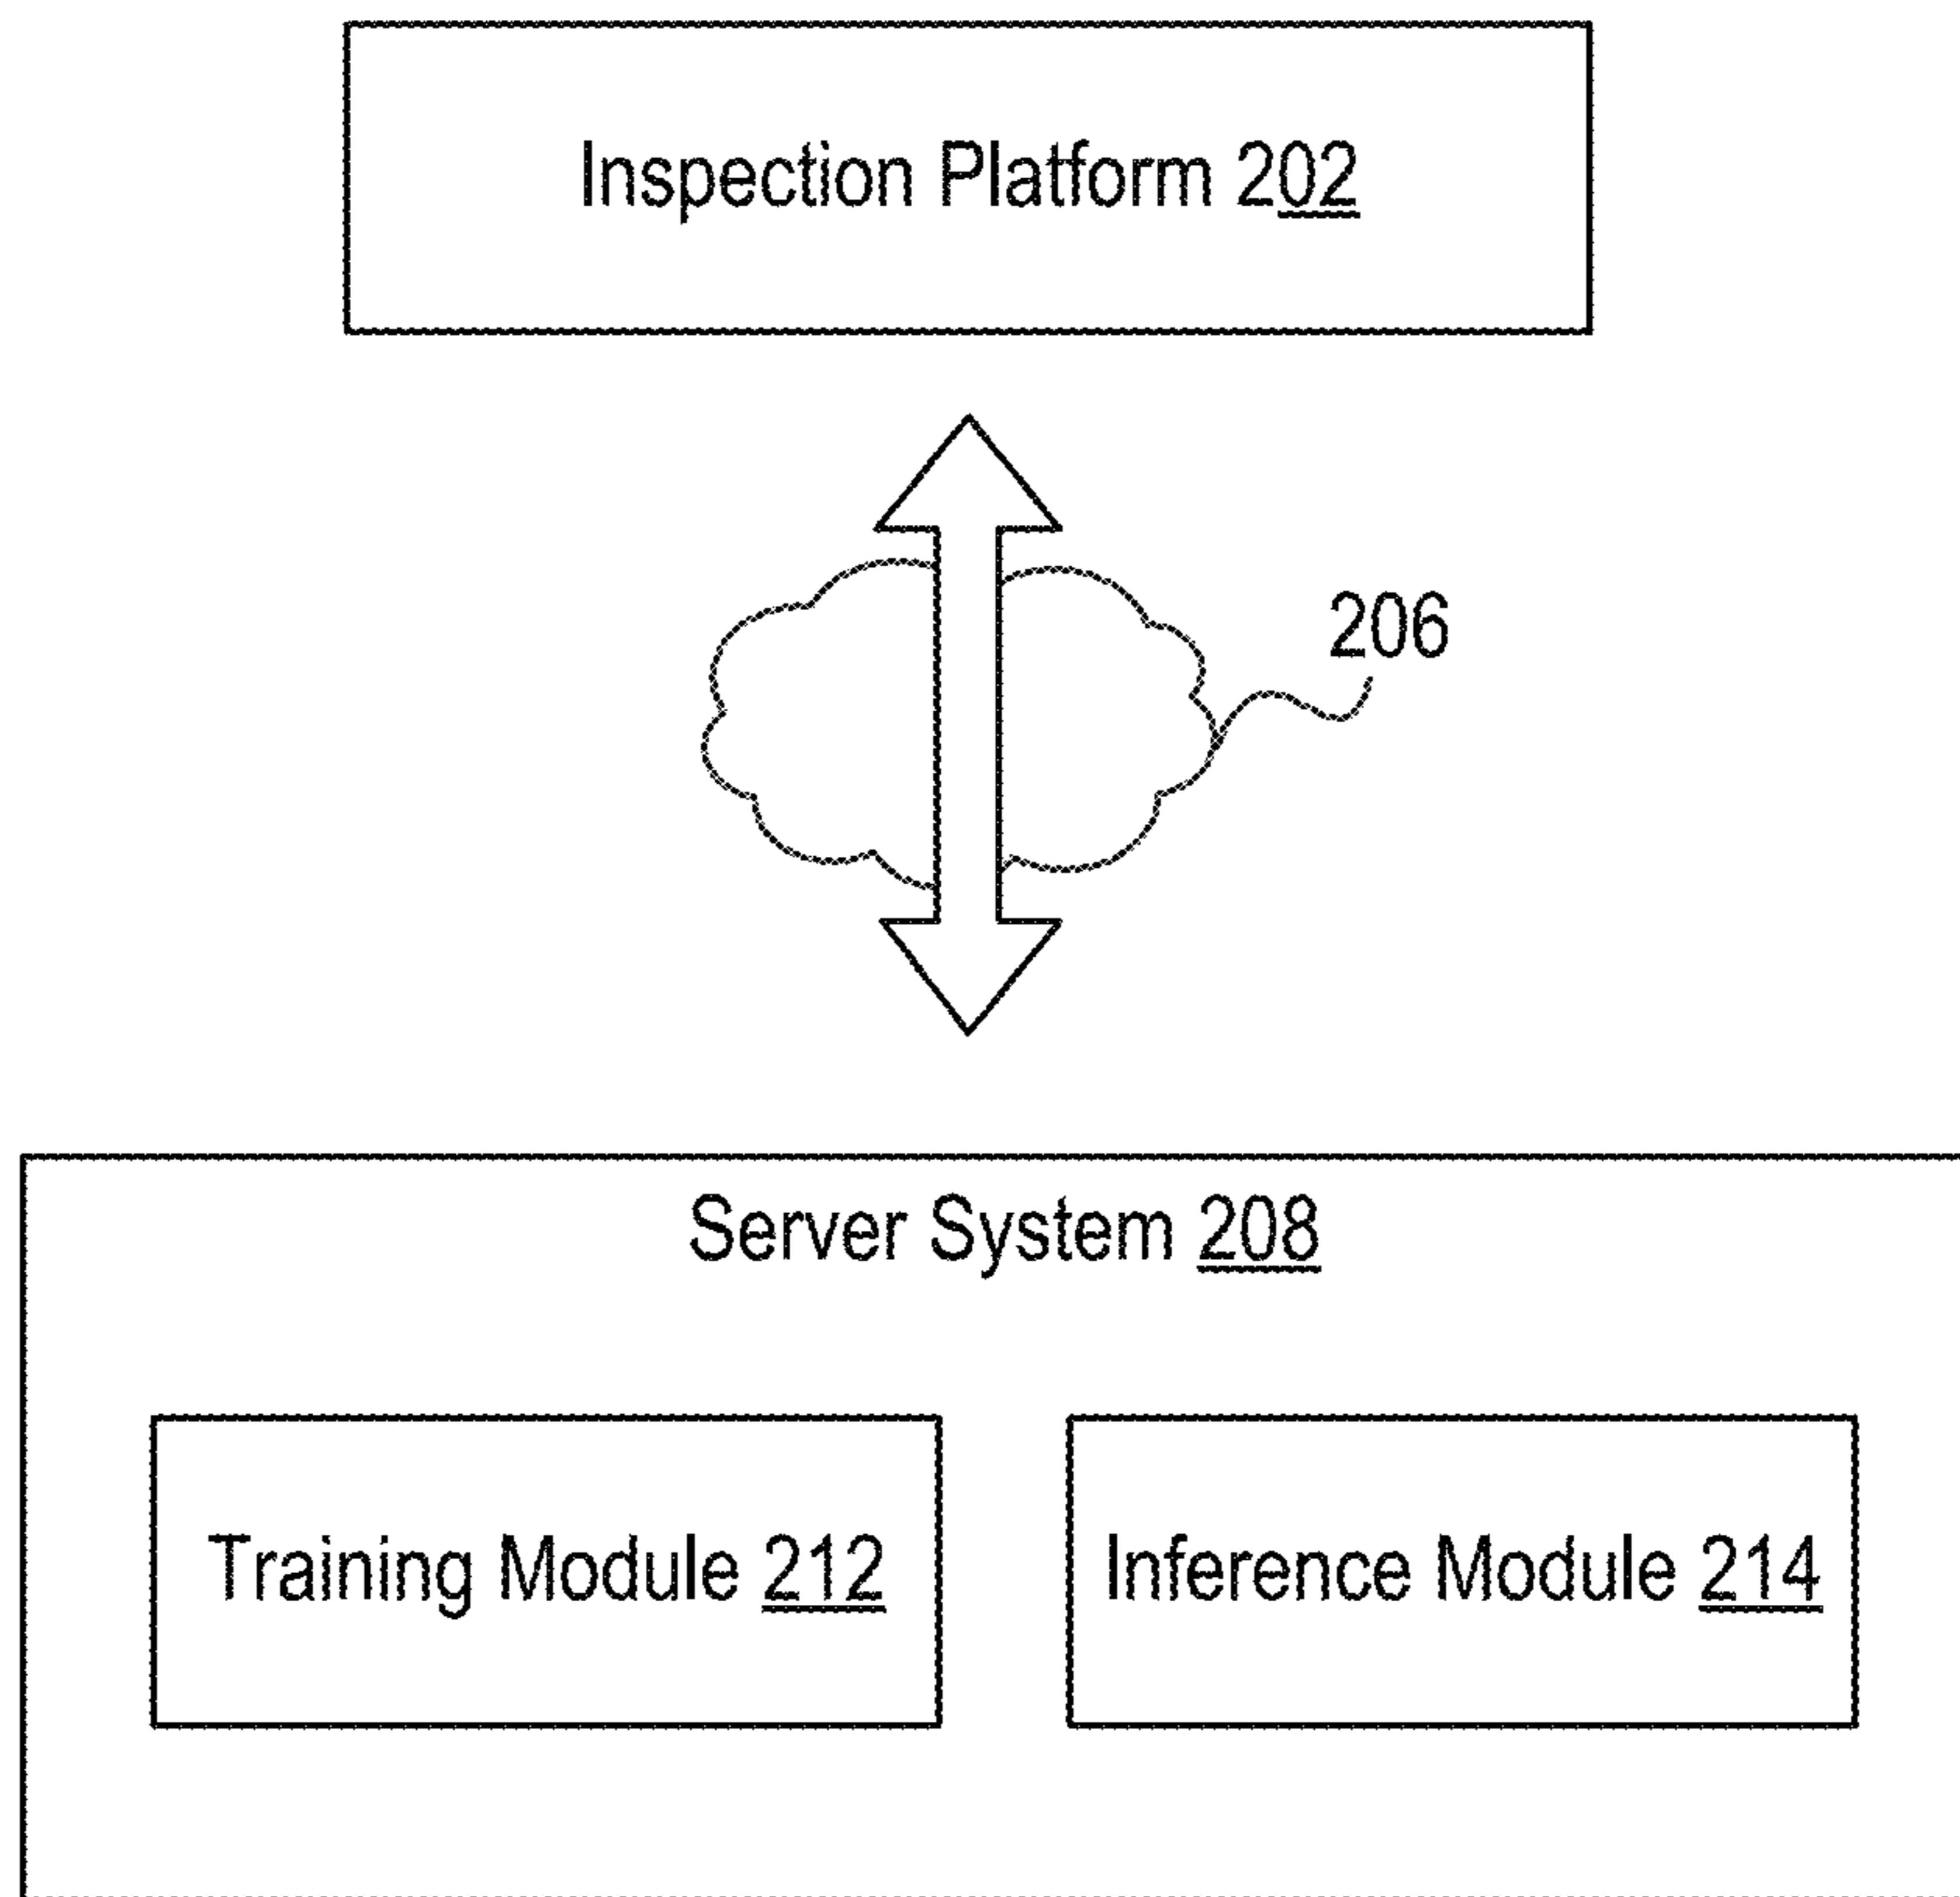 Inspection Platform 202
206
Server System 208
Training Module 212
Inference Module 214